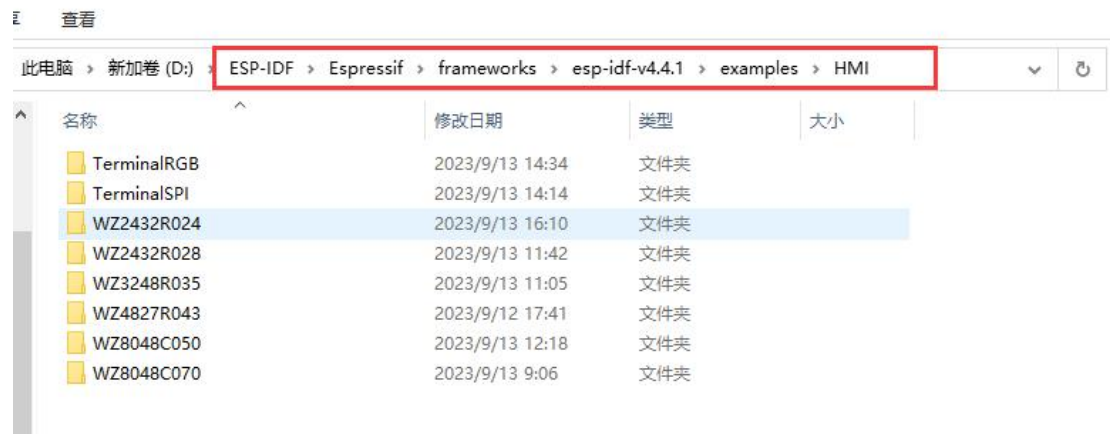 查看
此电脑 > 新加卷 (D:) > ESP-IDF > Espressif > frameworks > esp-idf-v4.4.1 > examples > HMI
名称 修改日期 类型 大小
TerminalRGB 2023/9/13 14:34 文件夹
TerminalSPI 2023/9/13 14:14 文件夹
WZ2432R024 2023/9/13 16:10 文件夹
WZ2432R028 2023/9/13 11:42 文件夹
WZ3248R035 2023/9/13 11:05 文件夹
WZ4827R043 2023/9/12 17:41 文件夹
WZ8048C050 2023/9/13 12:18 文件夹
WZ8048C070 2023/9/13 9:06 文件夹